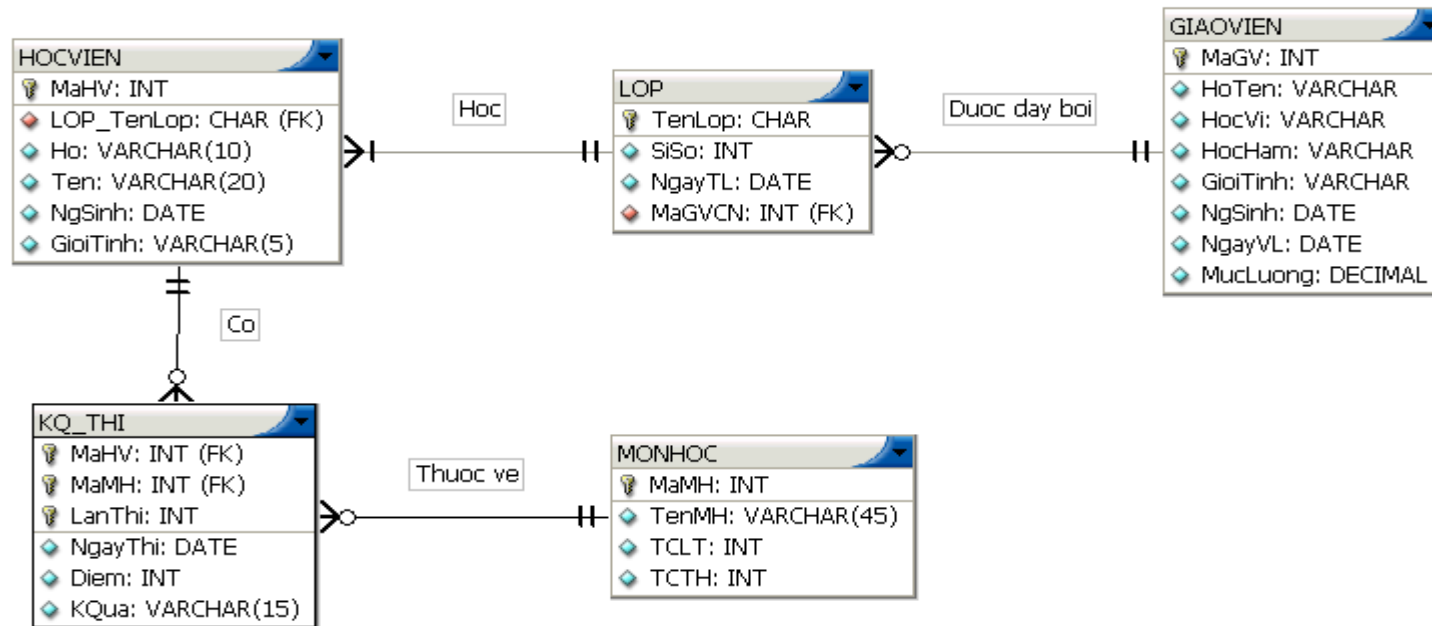 HOCVIEN
MaHV: INT
LOP_TenLop: CHAR (FK)
Ho: VARCHAR(10)
Ten: VARCHAR(20)
NgSinh: DATE
GioiTinh: VARCHAR(5)
Hoc
LOP
TenLop: CHAR
SiSo: INT
NgayTL: DATE
MaGVCN: INT (FK)
Duoc day boi
GIAOVIEN
MaGV: INT
HoTen: VARCHAR
HocVi: VARCHAR
HocHam: VARCHAR
GioiTinh: VARCHAR
NgSinh: DATE
NgayVL: DATE
MucLuong: DECIMAL
Co
KQ_THI
MaHV: INT (FK)
MaMH: INT (FK)
LanThi: INT
NgayThi: DATE
Diem: INT
KQua: VARCHAR(15)
Thuoc ve
MONHOC
MaMH: INT
TenMH: VARCHAR(45)
TCLT: INT
TCTH: INT